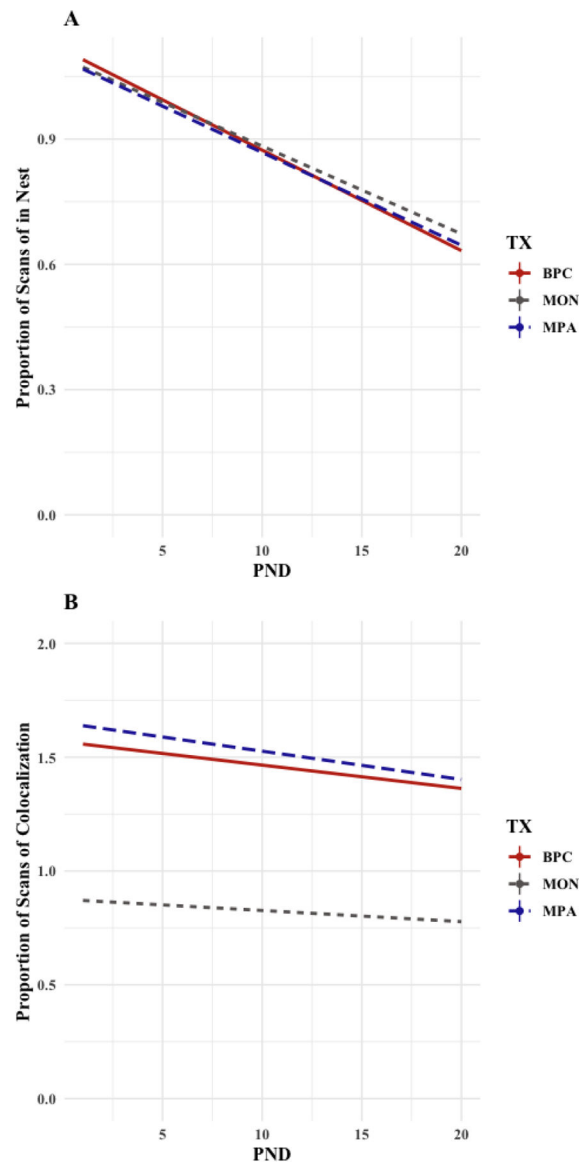 A
Proportion of Scans of in Nest
0.9
0.6
0.3
0.0
5 10 15 20
PND
TX
BPC
MON
MPA
B
Proportion of Scans of Colocalization
2.0
1.5
1.0
0.5
0.0
5 10 15 20
PND
TX
BPC
MON
MPA